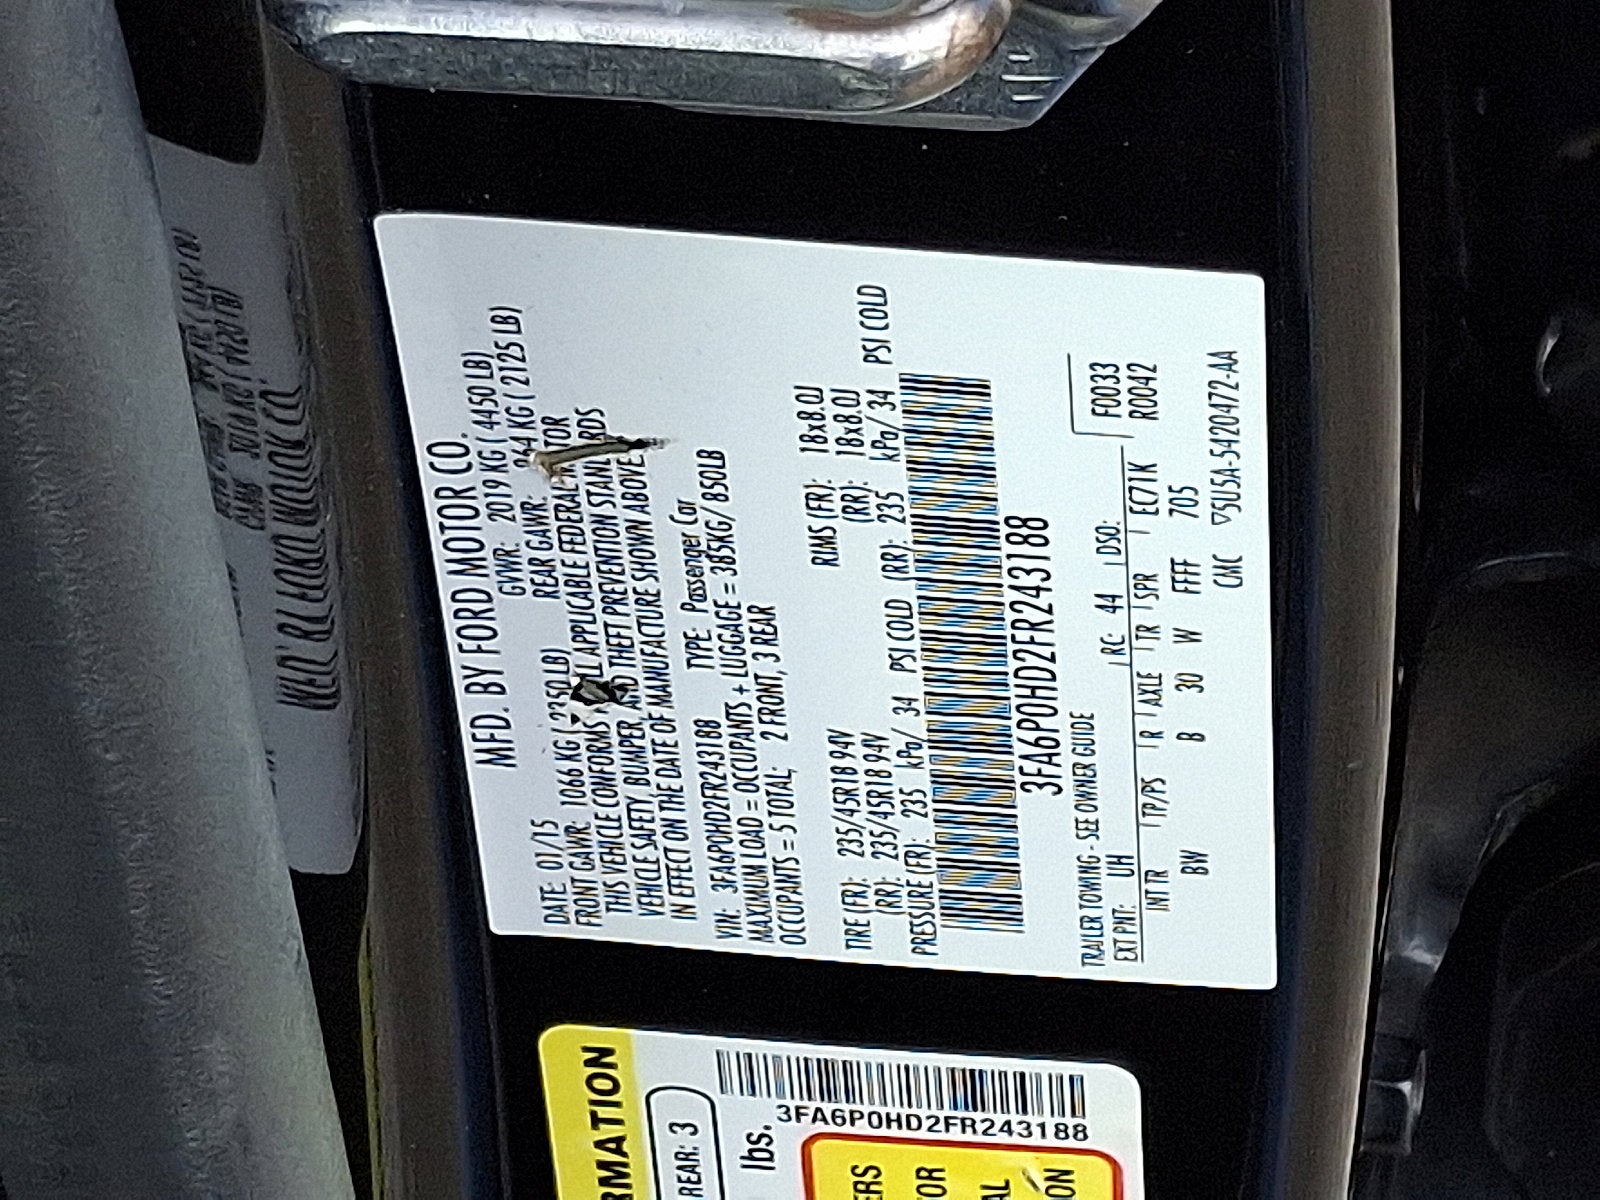 MFD. BY FORD MOTOR CO.
DATE 01/15 GVWR: 2019 KG ( 4450 LB)
FRONT GAWR: 1066 KG ( 2350 LB) REAR GAWR: 964 KG ( 2125 LB)
THIS VEHICLE CONFORMS APPLICABLE FEDERAL
VEHICLE SAFETY, BUMPER, AND THEFT PREVENTION
IN EFFECT ON THE DATE OF MANUFACTURE SHOWN ABOVE
VIN: 3FA6P0HD2FR243188 TYPE: Passenger Car
MAXIMUM LOAD = OCCUPANTS + LUGGAGE = 385KG/ 850LB
OCCUPANTS = 5 TOTAL; 2 FRONT, 3 REAR
TIRE (FR): 235/45R18 94V RIMS (FR): 18x8.0J
(RR): 235/45R18 94V (RR): 18x8.0J
PRESSURE (FR): 235 kPa/ 34 PSI COLD (RR): 235 kPa/ 34 PSI COLD
3FA6P0HD2FR243188
TRAILER TOWING - SEE OWNER GUIDE
EXT PNT: UH RC: 44 DSO: F0033
INT TR TP/PS R AXLE TR SPR EC71K R0042
BW B 30 W FFF 705
CMC ▽5U5A-5420472-AA
RMATION
REAR: 3
lbs.
3FA6P0HD2FR243188